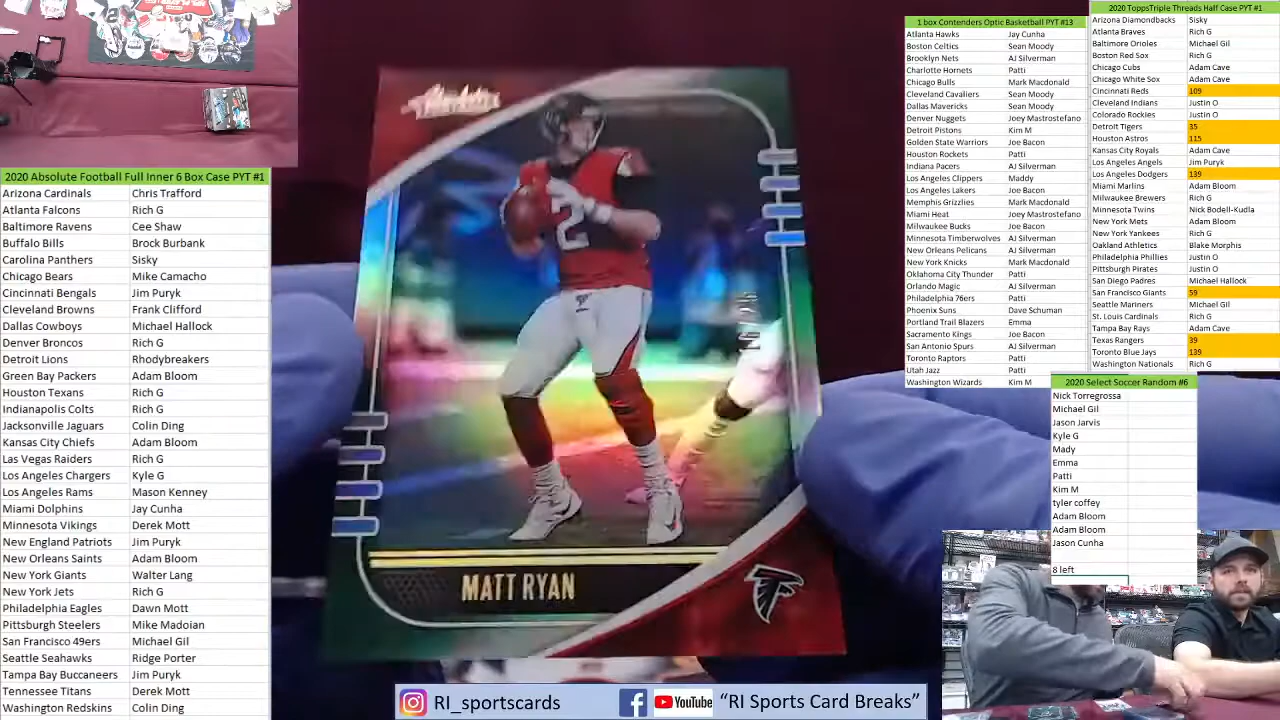 2020 Absolute Football Full Inner 6 Box Case PYT #1
Arizona Cardinals Chris Trafford
Atlanta Falcons Rich G
Baltimore Ravens Cee Shaw
Buffalo Bills Brock Burbank
Carolina Panthers Sisky
Chicago Bears Mike Camacho
Cincinnati Bengals Jim Puryk
Cleveland Browns Frank Clifford
Dallas Cowboys Michael Hallock
Denver Broncos Rich G
Detroit Lions Rhodybreakers
Green Bay Packers Adam Bloom
Houston Texans Rich G
Indianapolis Colts Rich G
Jacksonville Jaguars Colin Ding
Kansas City Chiefs Adam Bloom
Las Vegas Raiders Rich G
Los Angeles Chargers Kyle G
Los Angeles Rams Mason Kenney
Miami Dolphins Jay Cunha
Minnesota Vikings Derek Mott
New England Patriots Jim Puryk
New Orleans Saints Adam Bloom
New York Giants Walter Lang
New York Jets Rich G
Philadelphia Eagles Dawn Mott
Pittsburgh Steelers Mike Madoian
San Francisco 49ers Michael Gil
Seattle Seahawks Ridge Porter
Tampa Bay Buccaneers Jim Puryk
Tennessee Titans Derek Mott
Washington Redskins Colin Ding
Absolute
2
MATT RYAN
RI_sportscards
YouTube "RI Sports Card Breaks"
1 box Contenders Optic Basketball PYT #13
Atlanta Hawks Jay Cunha
Boston Celtics Sean Moody
Brooklyn Nets AJ Silverman
Charlotte Hornets Patti
Chicago Bulls Mark Macdonald
Cleveland Cavaliers Sean Moody
Dallas Mavericks Sean Moody
Denver Nuggets Joey Mastrostefano
Detroit Pistons Kim M
Golden State Warriors Joe Bacon
Houston Rockets Patti
Indiana Pacers AJ Silverman
Los Angeles Clippers Maddy
Los Angeles Lakers Joe Bacon
Memphis Grizzlies Mark Macdonald
Miami Heat Joey Mastrostefano
Milwaukee Bucks Joe Bacon
Minnesota Timberwolves AJ Silverman
New Orleans Pelicans AJ Silverman
New York Knicks Mark Macdonald
Oklahoma City Thunder Patti
Orlando Magic AJ Silverman
Philadelphia 76ers Patti
Phoenix Suns Dave Schuman
Portland Trail Blazers Emma
Sacramento Kings Joe Bacon
San Antonio Spurs AJ Silverman
Toronto Raptors Patti
Utah Jazz Patti
Washington Wizards Kim M
2020 ToppsTriple Threads Half Case PYT #1
Arizona Diamondbacks Sisky
Atlanta Braves Rich G
Baltimore Orioles Michael Gil
Boston Red Sox Rich G
Chicago Cubs Adam Cave
Chicago White Sox Adam Cave
Cincinnati Reds 109
Cleveland Indians Justin O
Colorado Rockies Justin O
Detroit Tigers 35
Houston Astros 115
Kansas City Royals Adam Cave
Los Angeles Angels Jim Puryk
Los Angeles Dodgers 139
Miami Marlins Adam Bloom
Milwaukee Brewers Rich G
Minnesota Twins Nick Bodell-Kudla
New York Mets Adam Bloom
New York Yankees Rich G
Oakland Athletics Blake Morphis
Philadelphia Phillies Justin O
Pittsburgh Pirates Justin O
San Diego Padres Michael Hallock
San Francisco Giants 59
Seattle Mariners Michael Gil
St. Louis Cardinals Rich G
Tampa Bay Rays Adam Cave
Texas Rangers 39
Toronto Blue Jays 139
Washington Nationals Rich G
2020 Select Soccer Random #6
Nick Torregrossa
Michael Gil
Jason Jarvis
Kyle G
Mady
Emma
Patti
Kim M
tyler coffey
Adam Bloom
Adam Bloom
Jason Cunha
8 left